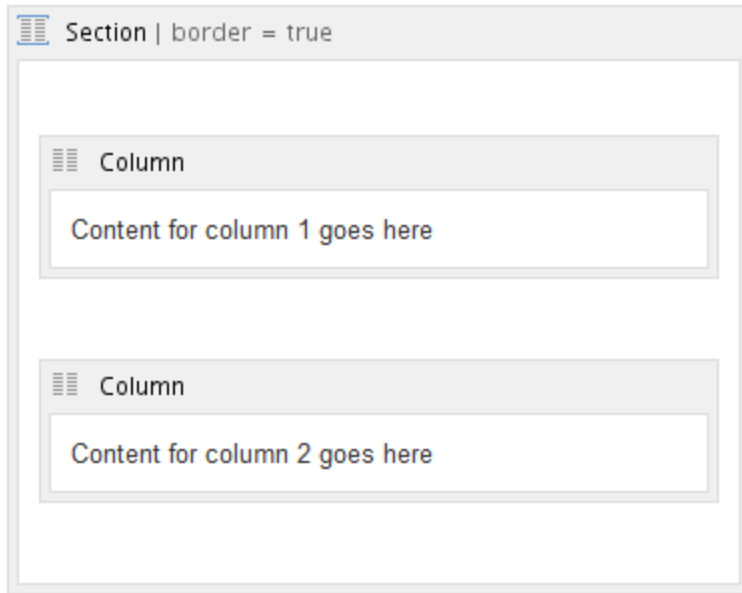 Section | border = true
Column
Content for column 1 goes here
Column
Content for column 2 goes here